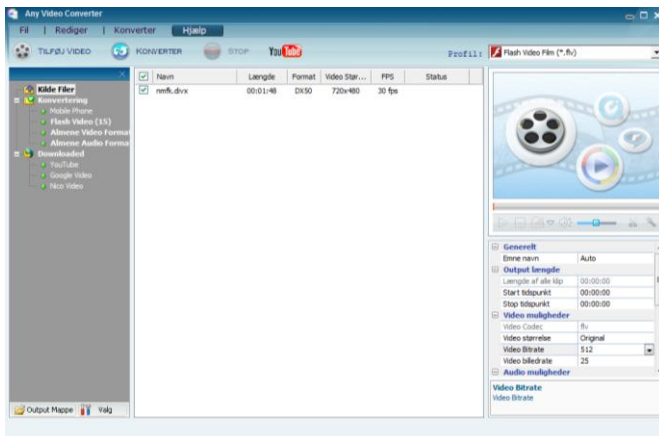 Any Video Converter
Fil | Rediger | Konverter Hjælp
TILFØJ VIDEO KONVERTER STOP You Tube Profil: Flash Video Film (*.flv)
Navn Længde Format Video Stør... FPS Status
nmfk.divx 00:01:48 DX50 720x480 30 fps
Kilde Filer
Konvertering
Mobile Phone
Flash Video (15)
Almene Video Format
Almene Audio Forma
Downloaded
YouTube
Google Video
Nico Video
Generelt
Emne navn Auto
Output længde
Længde af alle klip 00:00:00
Start tidspunkt 00:00:00
Stop tidspunkt 00:00:00
Video muligheder
Video Codec flv
Video størrelse Original
Video Bitrate 512
Video billedrate 25
Audio muligheder
Video Bitrate
Video Bitrate
Output Mappe Valg